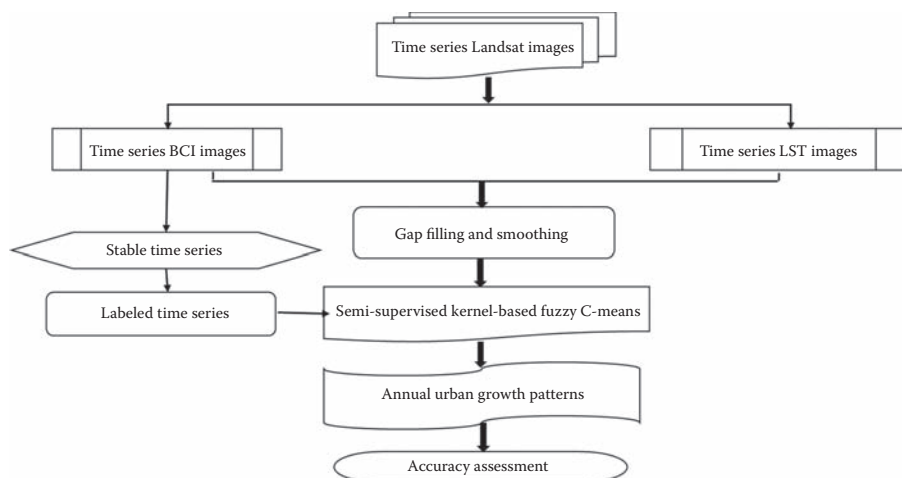 Time series Landsat images
Time series BCI images
Time series LST images
Gap filling and smoothing
Stable time series
Labeled time series
Semi-supervised kernel-based fuzzy C-means
Annual urban growth patterns
Accuracy assessment